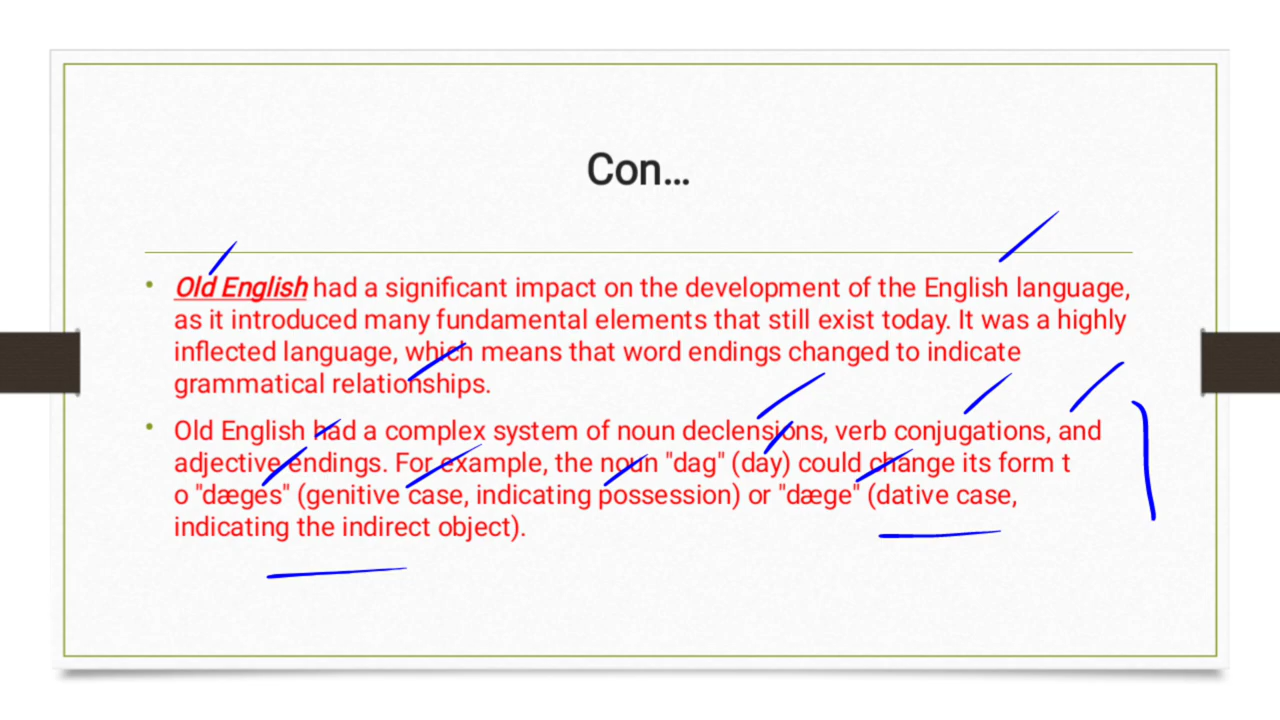 Con...
• Old English had a significant impact on the development of the English language,
as it introduced many fundamental elements that still exist today. It was a highly
inflected language, which means that word endings changed to indicate
grammatical relationships.
• Old English had a complex system of noun declensions, verb conjugations, and
adjective endings. For example, the noun "dag" (day) could change its form t
o "dæges" (genitive case, indicating possession) or "dæge" (dative case,
indicating the indirect object).